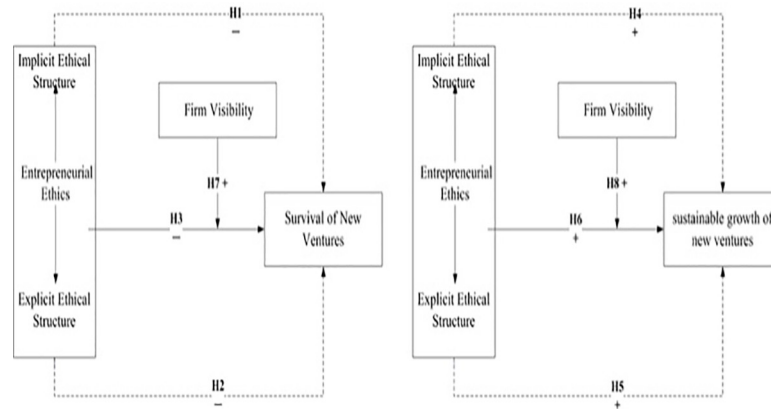 H1
–
Implicit Ethical
Structure
Firm Visibility
Entrepreneurial
Ethics
H7 +
H3
–
Survival of New
Ventures
Explicit Ethical
Structure
H2
–
H4
+
Implicit Ethical
Structure
Firm Visibility
Entrepreneurial
Ethics
H8 +
H6
+
sustainable growth of
new ventures
Explicit Ethical
Structure
H5
+